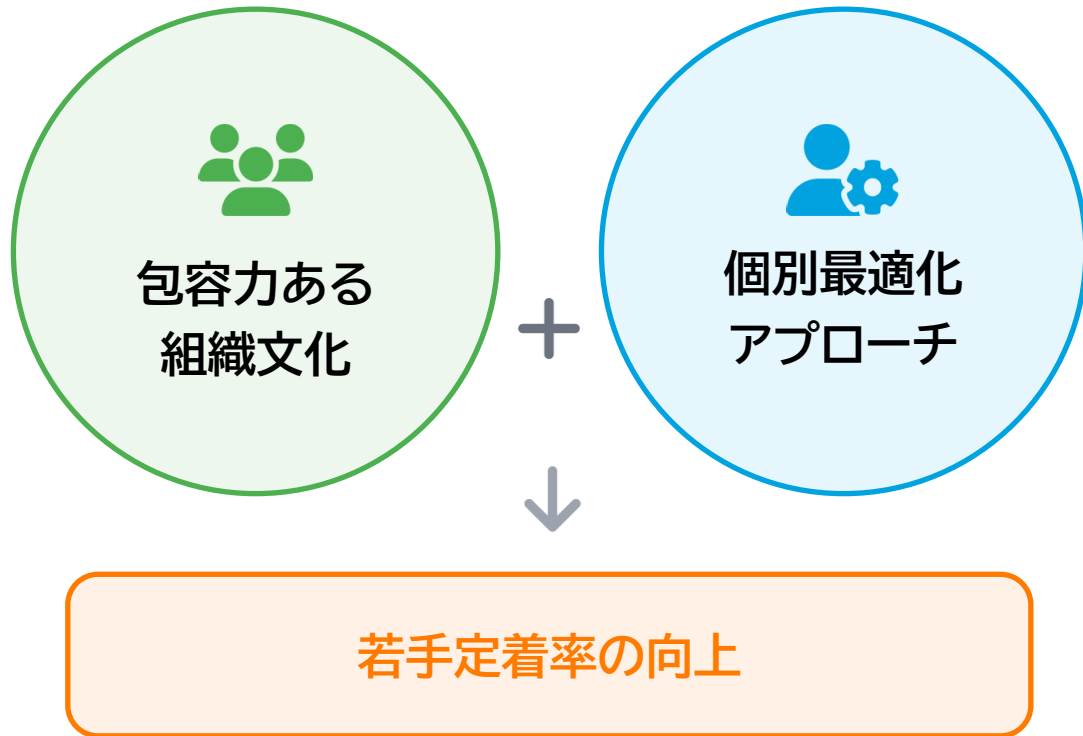 包容力ある
組織文化
個別最適化
アプローチ
若手定着率の向上